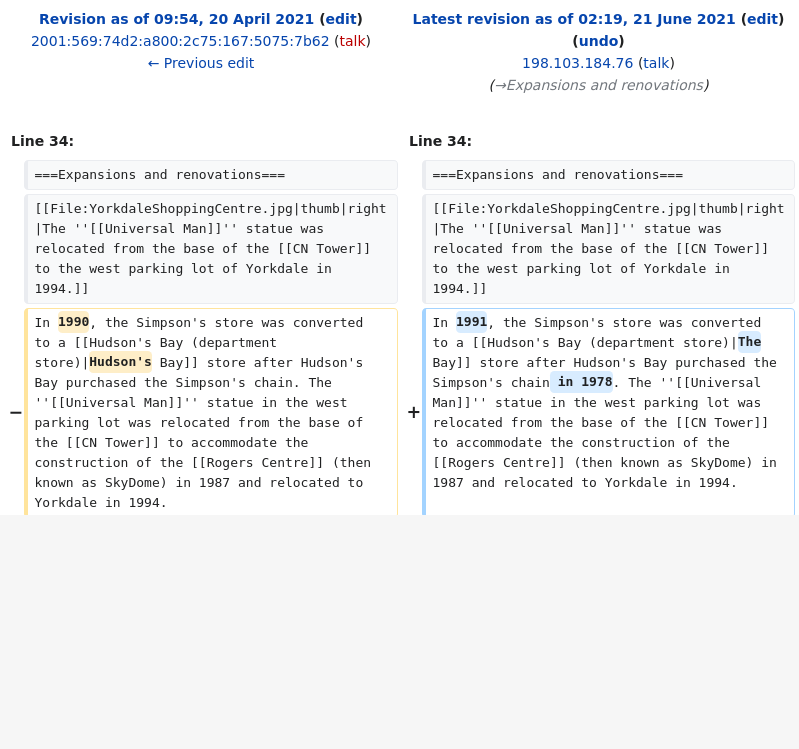 Revision as of 09:54, 20 April 2021 (edit)
2001:569:74d2:a800:2c75:167:5075:7b62 (talk)
← Previous edit
Latest revision as of 02:19, 21 June 2021 (edit)
(undo)
198.103.184.76 (talk)
(→Expansions and renovations)
Line 34:
Line 34:
===Expansions and renovations===
===Expansions and renovations===
[[File:YorkdaleShoppingCentre.jpg|thumb|right
|The ''[[Universal Man]]'' statue was
relocated from the base of the [[CN Tower]]
to the west parking lot of Yorkdale in
1994.]]
[[File:YorkdaleShoppingCentre.jpg|thumb|right
|The ''[[Universal Man]]'' statue was
relocated from the base of the [[CN Tower]]
to the west parking lot of Yorkdale in
1994.]]
−
In 1990, the Simpson's store was converted
to a [[Hudson's Bay (department
store)|Hudson's Bay]] store after Hudson's
Bay purchased the Simpson's chain. The
''[[Universal Man]]'' statue in the west
parking lot was relocated from the base of
the [[CN Tower]] to accommodate the
construction of the [[Rogers Centre]] (then
known as SkyDome) in 1987 and relocated to
Yorkdale in 1994.
+
In 1991, the Simpson's store was converted
to a [[Hudson's Bay (department store)|The
Bay]] store after Hudson's Bay purchased the
Simpson's chain in 1978. The ''[[Universal
Man]]'' statue in the west parking lot was
relocated from the base of the [[CN Tower]]
to accommodate the construction of the
[[Rogers Centre]] (then known as SkyDome) in
1987 and relocated to Yorkdale in 1994.